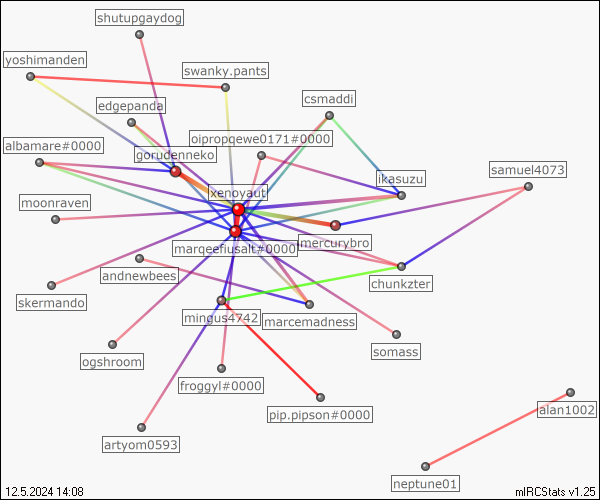 shutupgaydog
yoshimanden
swanky.pants
edgepanda
csmaddi
oipropqewe0171#0000
albamare#0000
gorudenneko
samuel4073
ikasuzu
xenoyaut
moonraven
mercurybro
marqeefiusalt#0000
andnewbees
chunkzter
skermando
mingus4742
marcemadness
somass
ogshroom
froggyl#0000
pip.pipson#0000
alan1002
artyom0593
neptune01
12.5.2024 14:08
mIRCStats v1.25